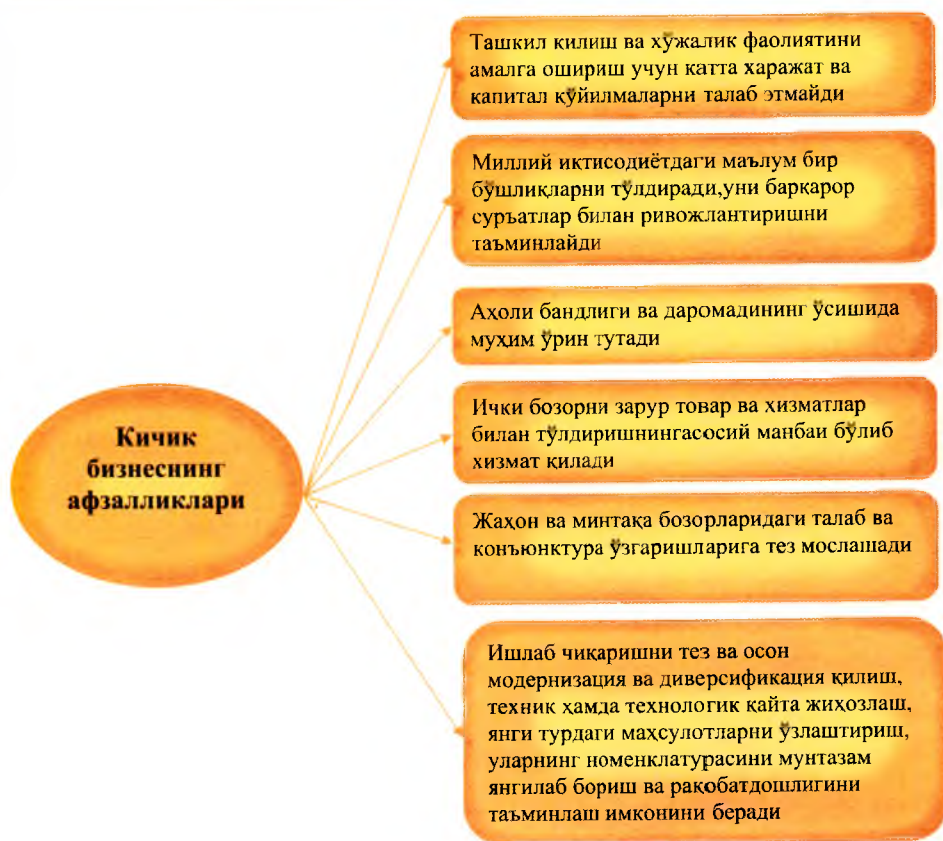 Ташкил килиш ва хўжалик фаолиятини
амалга ошириш учун катта харажат ва
капитал қўйилмаларни талаб этмайди
Миллий иктисодиётдаги маълум бир
бўшлиқларни тўлдиради,уни барқарор
суръатлар билан ривожлантиришни
таъминлайди
Аҳоли бандлиги ва даромадининг ўсишида
муҳим ўрин тутади
Кичик
бизнеснинг
афзалликлари
Ички бозорни зарур товар ва хизматлар
билан тўлдиришнингасосий манбаи бўлиб
хизмат қилади
Жаҳон ва минтақа бозорларидаги талаб ва
конъюнктура ўзгаришларига тез мослашади
Ишлаб чиқаришни тез ва осон
модернизация ва диверсификация қилиш,
техник ҳамда технологик қайта жиҳозлаш,
янги турдаги маҳсулотларни ўзлаштириш,
уларнинг номенклатурасини мунтазам
янгилаб бориш ва рақобатдошлигини
таъминлаш имконини беради